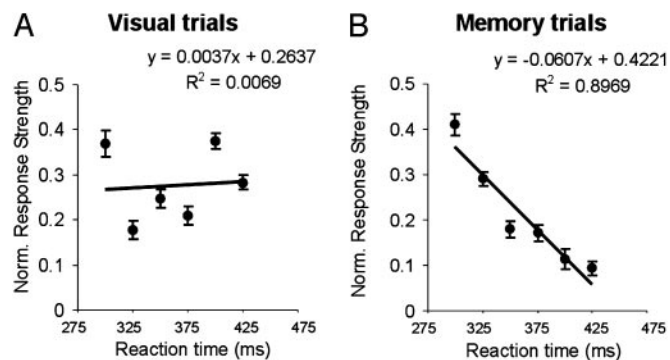 A Visual trials
y = 0.0037x + 0.2637
R² = 0.0069
Norm. Response Strength
0.5
0.4
0.3
0.2
0.1
0
275 325 375 425 475
Reaction time (ms)
B Memory trials
y = -0.0607x + 0.4221
R² = 0.8969
Norm. Response Strength
0.5
0.4
0.3
0.2
0.1
0
275 325 375 425 475
Reaction time (ms)